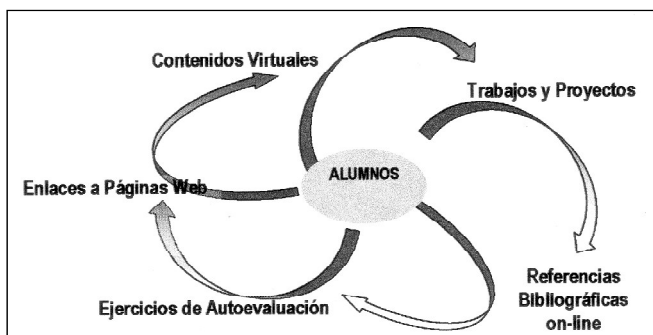 Contenidos Virtuales
Trabajos y Proyectos
ALUMNOS
Enlaces a Páginas Web
Referencias
Bibliográficas
on-line
Ejercicios de Autoevaluación